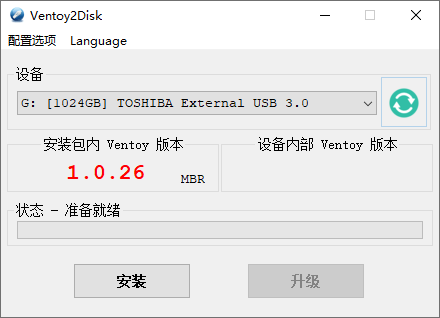 Ventoy2Disk
配置选项 Language
设备
G: [1024GB] TOSHIBA External USB 3.0
安装包内 Ventoy 版本
1.0.26
MBR
设备内部 Ventoy 版本
状态 - 准备就绪
安装
升级